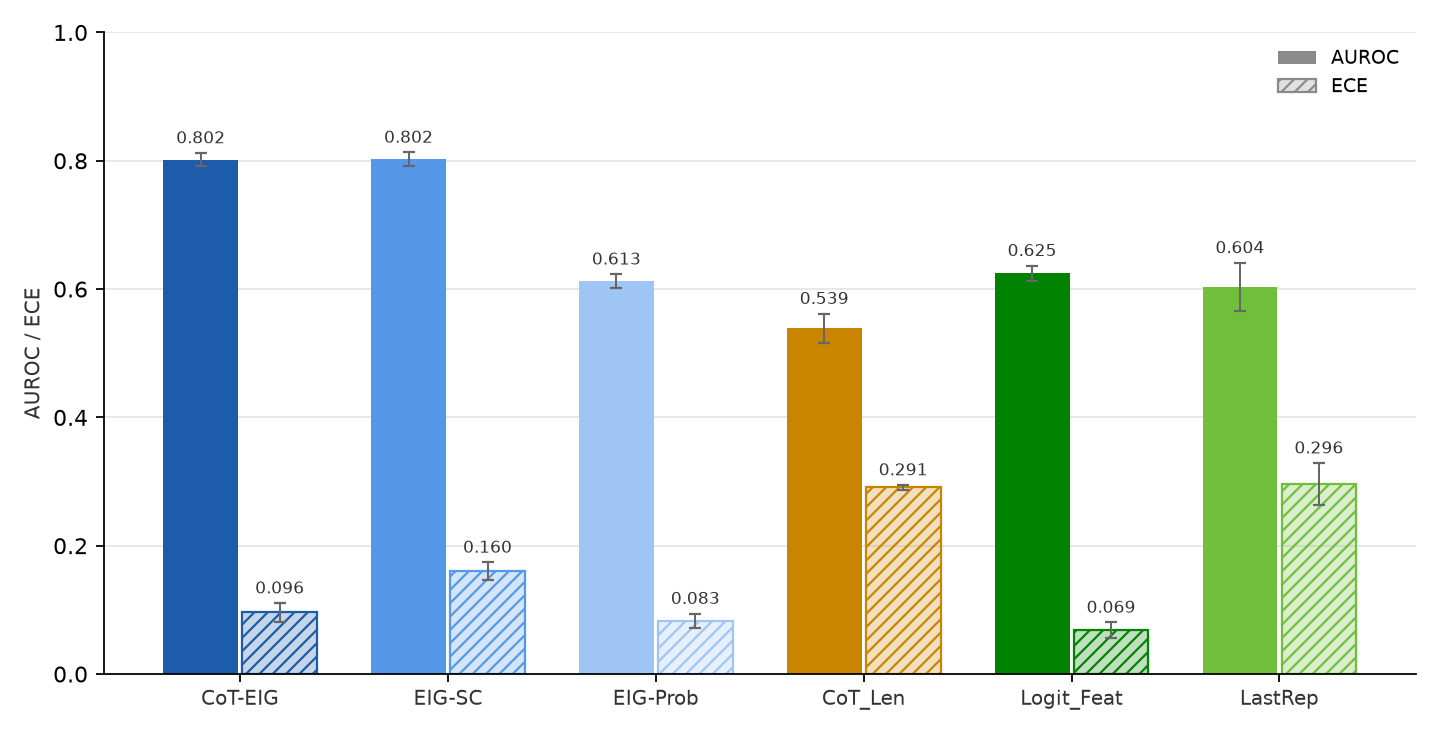 AUROC
ECE
AUROC / ECE
1.0
0.8
0.6
0.4
0.2
0.0
0.802
0.096
0.802
0.160
0.613
0.083
0.539
0.291
0.625
0.069
0.604
0.296
CoT-EIG
EIG-SC
EIG-Prob
CoT_Len
Logit_Feat
LastRep